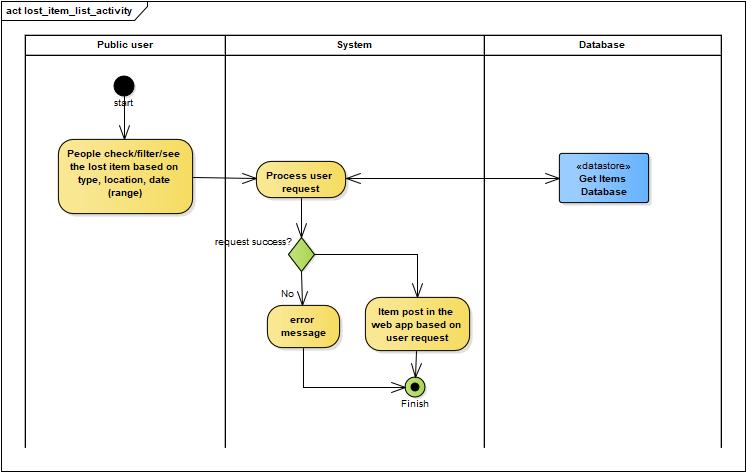 act lost_item_list_activity
Public user
System
Database
start
People check/filter/see
the lost item based on
type, location, date
(range)
Process user
request
«datastore»
Get Items
Database
request success?
No
error
message
Item post in the
web app based on
user request
Finish